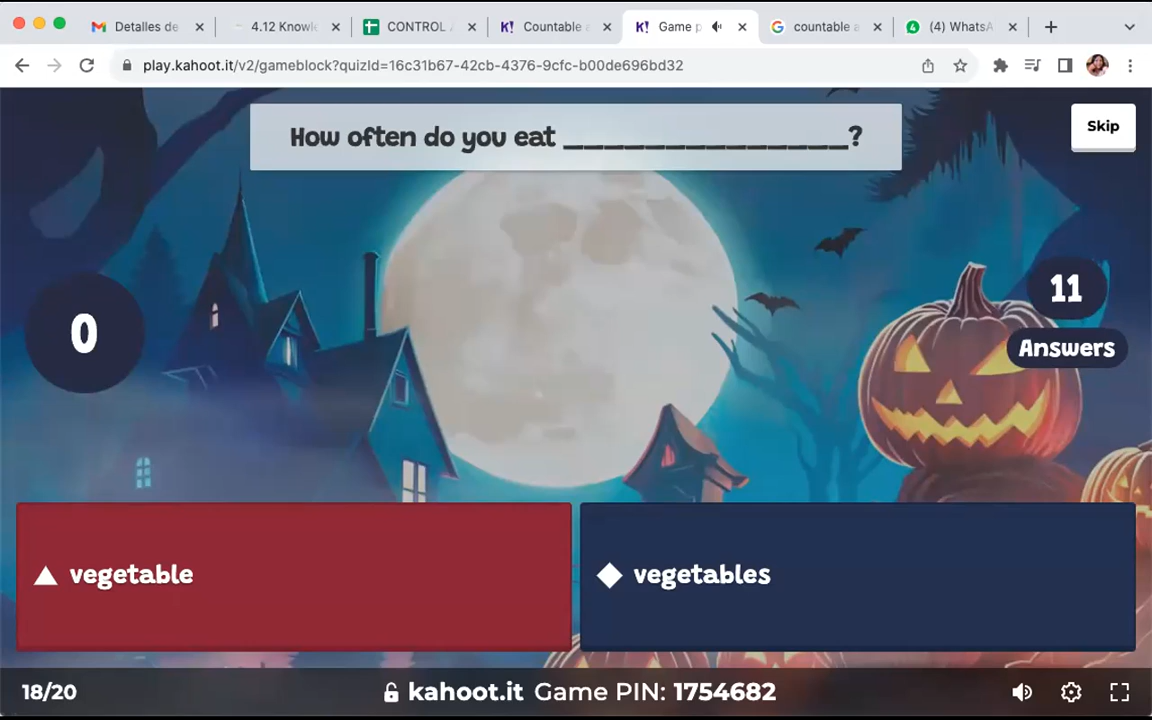 Detalles de
4.12 Knowle
CONTROL A
K! Countable a
K! Game p
countable a
4 (4) WhatsA
play.kahoot.it/v2/gameblock?quizId=16c31b67-42cb-4376-9cfc-b00de696bd32
How often do you eat ______________?
Skip
0
11
Answers
vegetable
vegetables
18/20
kahoot.it Game PIN: 1754682